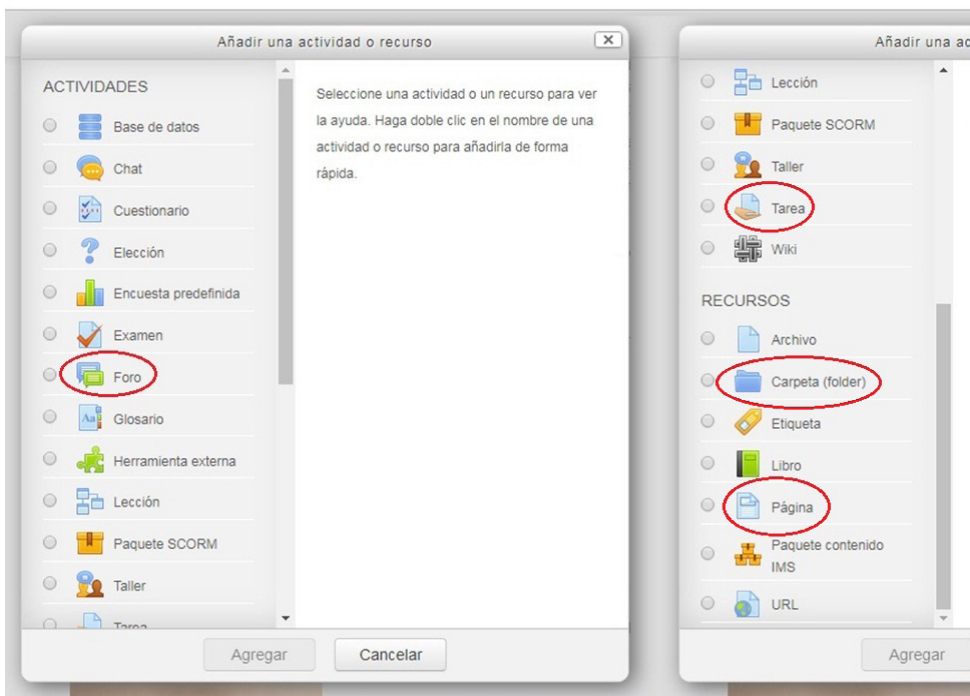 Añadir una actividad o recurso
ACTIVIDADES
Base de datos
Chat
Cuestionario
Elección
Encuesta predefinida
Examen
Foro
Glosario
Herramienta externa
Lección
Paquete SCORM
Taller
Tarea
Seleccione una actividad o un recurso para ver
la ayuda. Haga doble clic en el nombre de una
actividad o recurso para añadirla de forma
rápida.
Agregar
Cancelar
Añadir una ac
Lección
Paquete SCORM
Taller
Tarea
Wiki
RECURSOS
Archivo
Carpeta (folder)
Etiqueta
Libro
Página
Paquete contenido
IMS
URL
Agregar